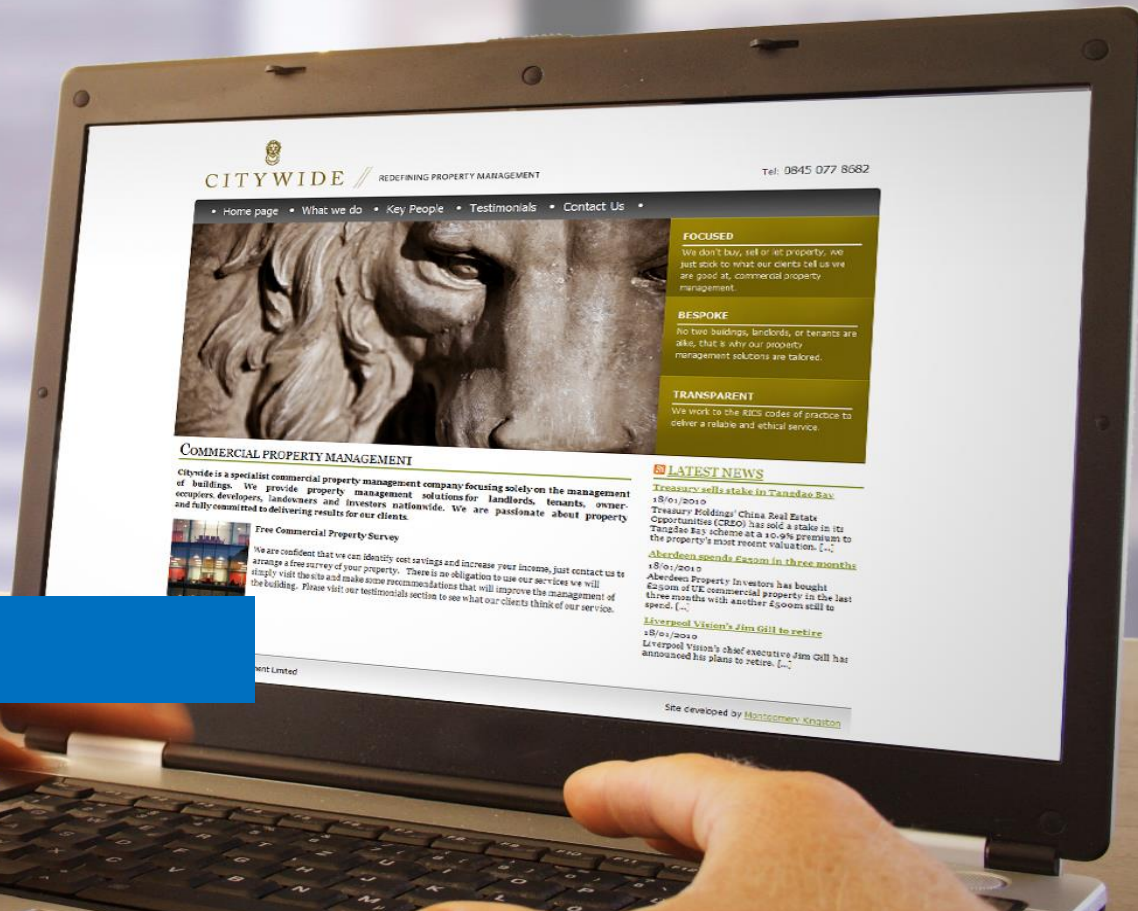 CITYWIDE // REDEFINING PROPERTY MANAGEMENT
Tel: 0845 077 8682
• Home page • What we do • Key People • Testimonials • Contact Us •
FOCUSED
We don't buy, sell or let property, we
just stick to what our clients tell us we
are good at, commercial property
management.
BESPOKE
No two buildings, landlords, or tenants are
alike, that is why our property
management solutions are tailored.
TRANSPARENT
We work to the RICS codes of practice to
deliver a reliable and ethical service.
COMMERCIAL PROPERTY MANAGEMENT
Citywide is a specialist commercial property management company focusing solely on the management
of buildings. We provide property management solutions for landlords, tenants, owner-
occupiers, developers, landowners and investors nationwide. We are passionate about property
and fully committed to delivering results for our clients.
Free Commercial Property Survey
We are confident that we can identify cost savings and increase your income, just contact us to
arrange a free survey of your property. There is no obligation to use our services we will
simply visit the site and make some recommendations that will improve the management of
the building. Please visit our testimonials section to see what our clients think of our service.
LATEST NEWS
Treasury sells stake in Tangdao Bay
18/01/2010
Treasury Holdings' China Real Estate
Opportunities (CREO) has sold a stake in its
Tangdao Bay scheme at a 10.9% premium to
the property's most recent valuation. [...]
Aberdeen spends £250m in three months
18/01/2010
Aberdeen Property Investors has bought
£250m of UK commercial property in the last
three months with another £500m still to
spend. [...]
Liverpool Vision's Jim Gill to retire
18/01/2010
Liverpool Vision's chief executive Jim Gill has
announced his plans to retire. [...]
ment Limited
Site developed by Montgomery Kingston